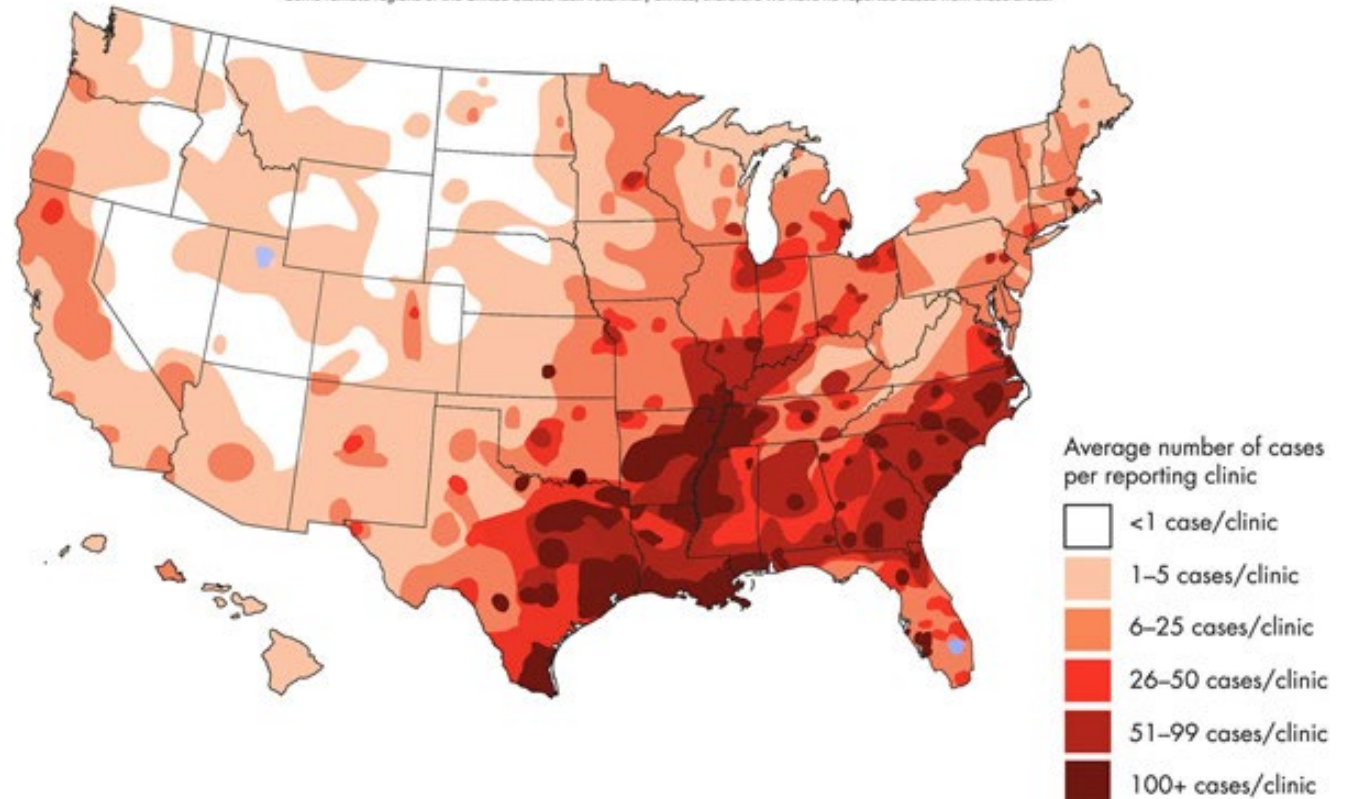 Average number of cases
per reporting clinic
<1 case/clinic
1–5 cases/clinic
6–25 cases/clinic
26–50 cases/clinic
51–99 cases/clinic
100+ cases/clinic